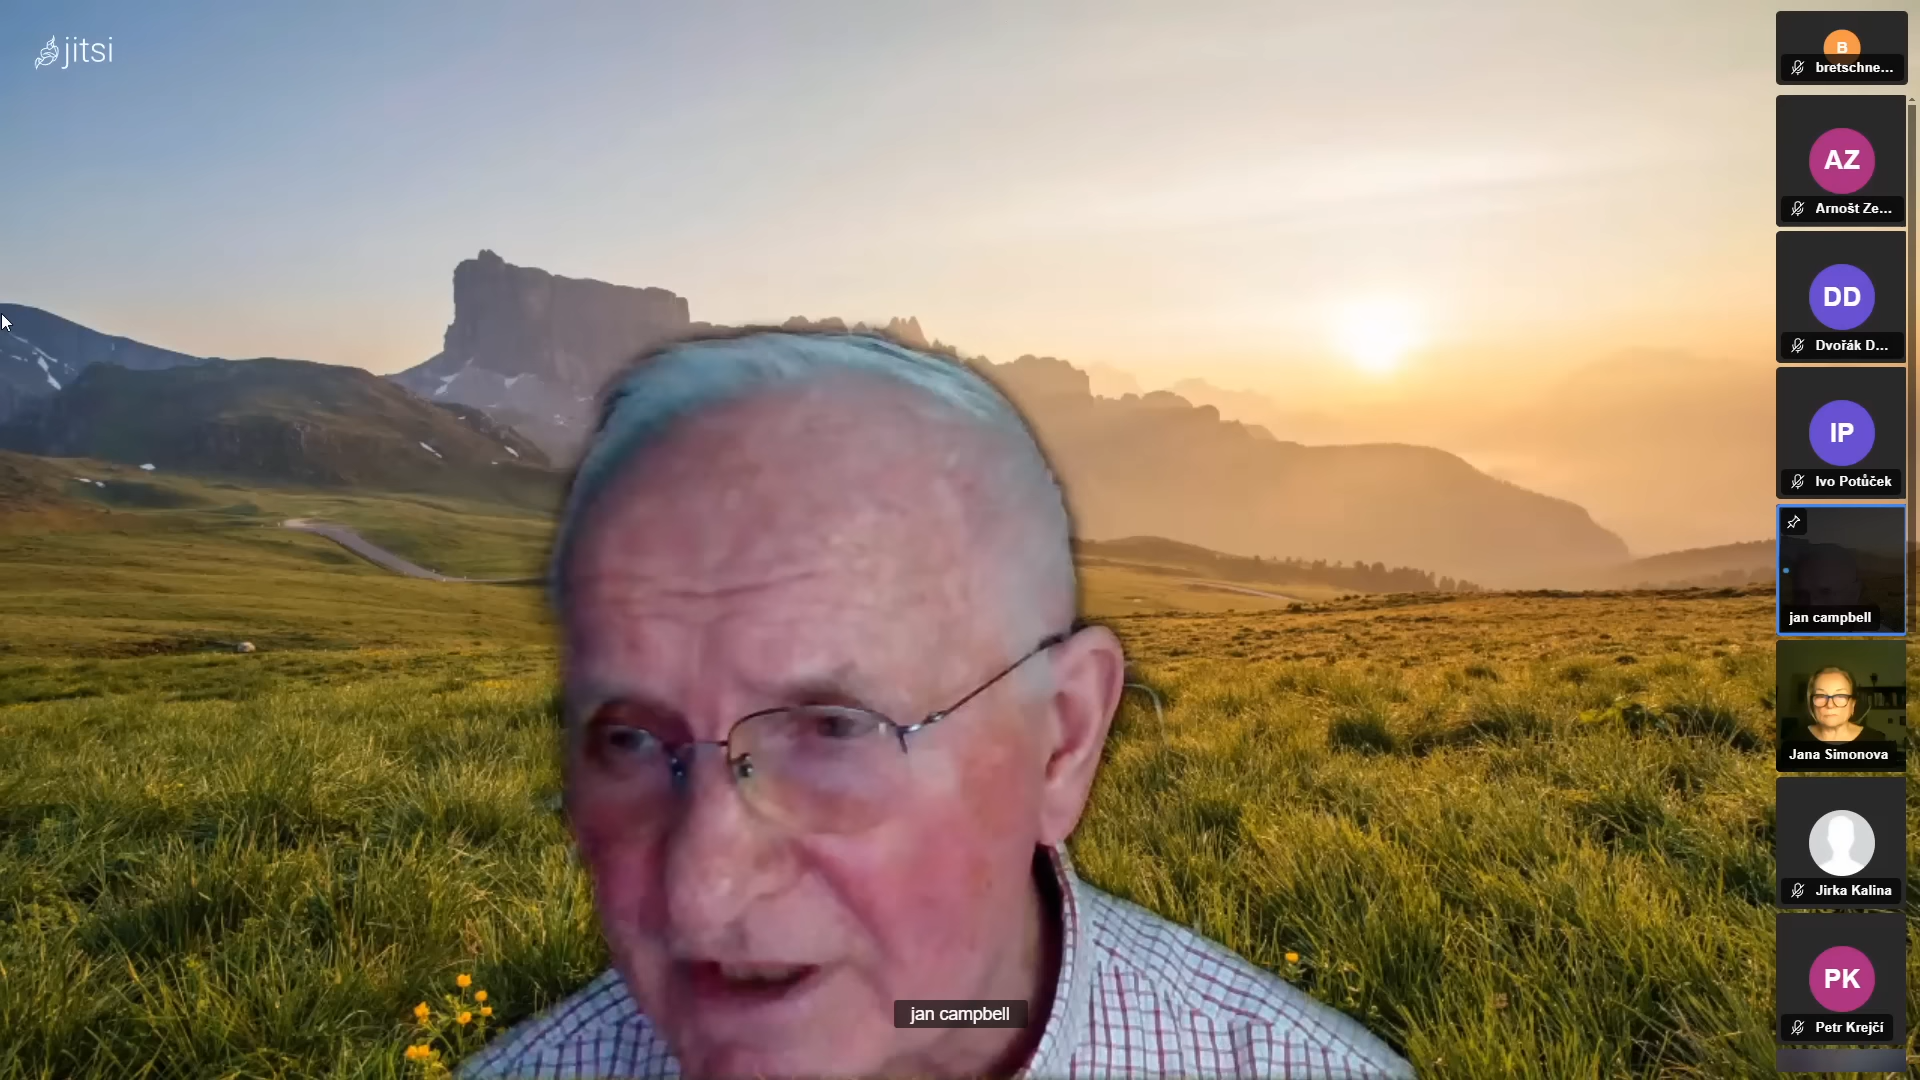 jitsi
B
bretschne...
AZ
Arnošt Ze...
DD
Dvořák D...
IP
Ivo Potůček
jan campbell
Jana Simonova
Jirka Kalina
PK
Petr Krejčí
jan campbell